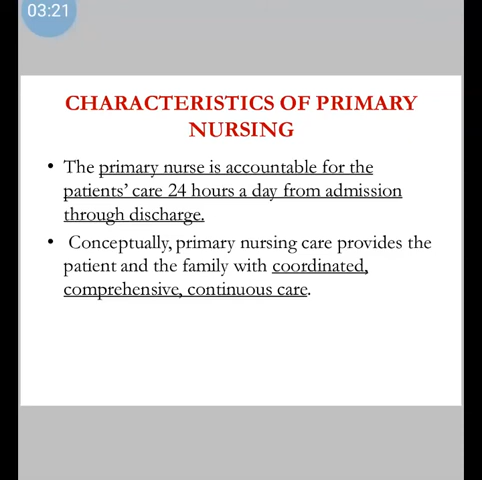 03:21
CHARACTERISTICS OF PRIMARY
NURSING
• The primary nurse is accountable for the
patients’ care 24 hours a day from admission
through discharge.
• Conceptually, primary nursing care provides the
patient and the family with coordinated,
comprehensive, continuous care.